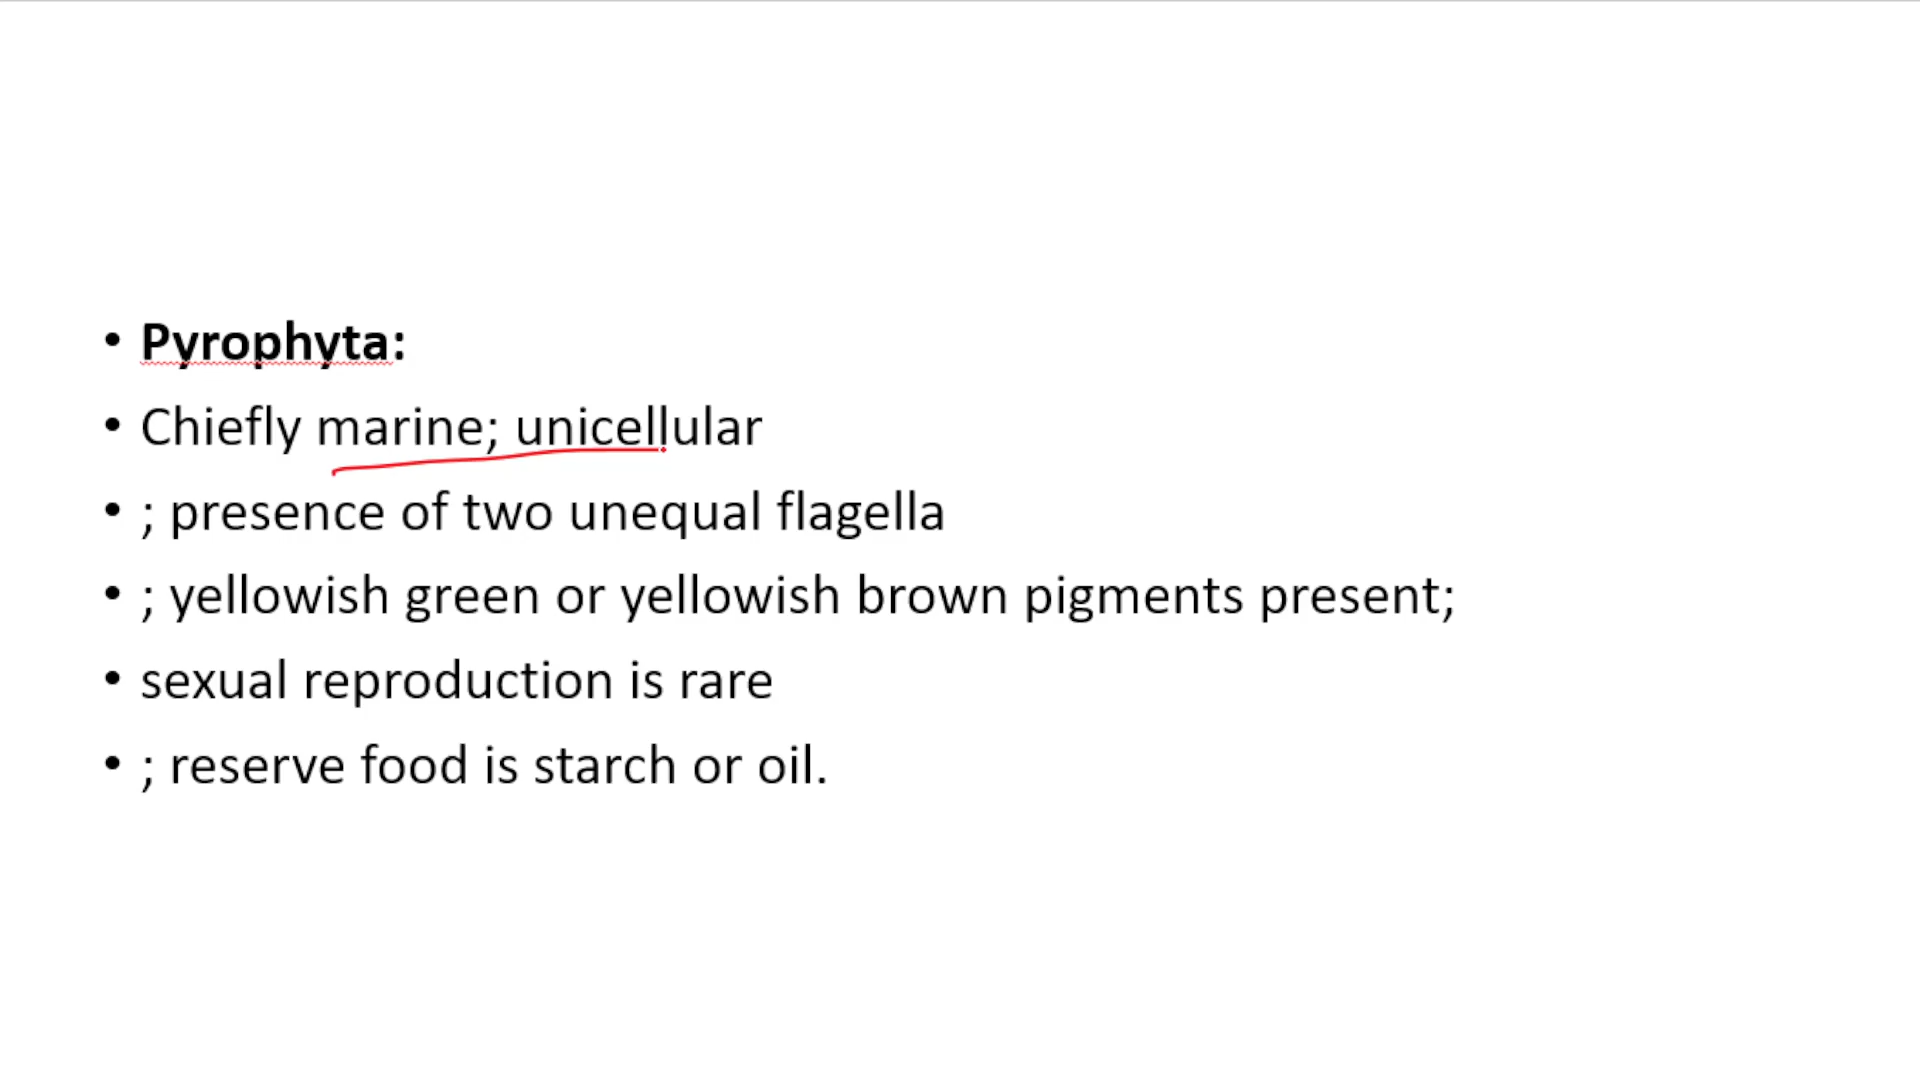 • Pyrophyta:
• Chiefly marine; unicellular
• ; presence of two unequal flagella
• ; yellowish green or yellowish brown pigments present;
• sexual reproduction is rare
• ; reserve food is starch or oil.